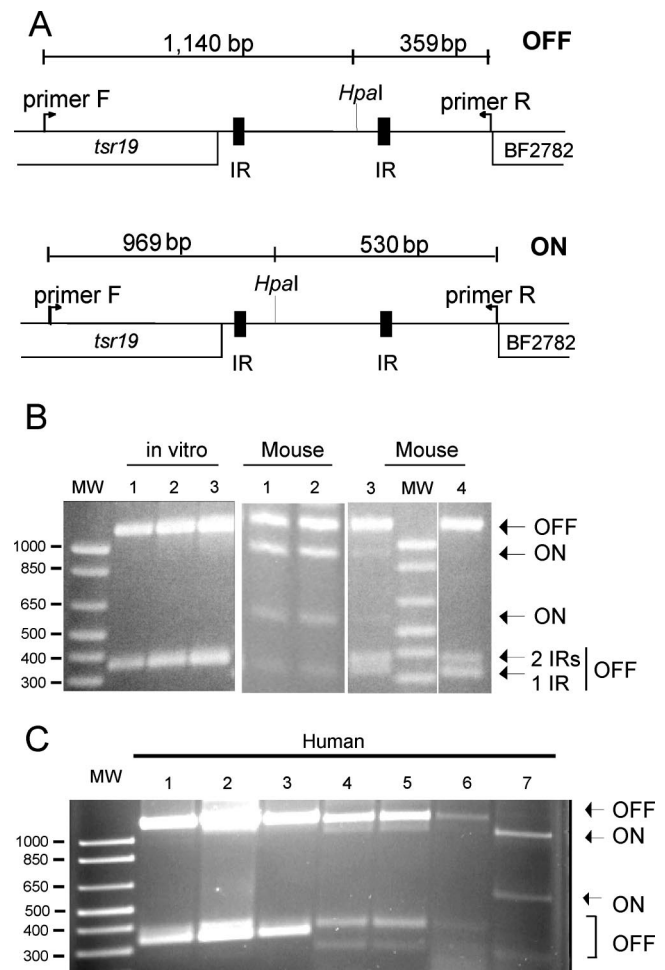 A
1,140 bp 359 bp OFF
HpaI
primer F primer R
tsr19 IR IR BF2782
969 bp 530 bp ON
HpaI
primer F primer R
tsr19 IR IR BF2782
B
in vitro Mouse Mouse
MW 1 2 3 1 2 3 MW 4
OFF
1000
ON
850
650
ON
500
400
2 IRs
OFF
1 IR
300
C
Human
MW 1 2 3 4 5 6 7
OFF
ON
1000
850
650
ON
500
400
OFF
300